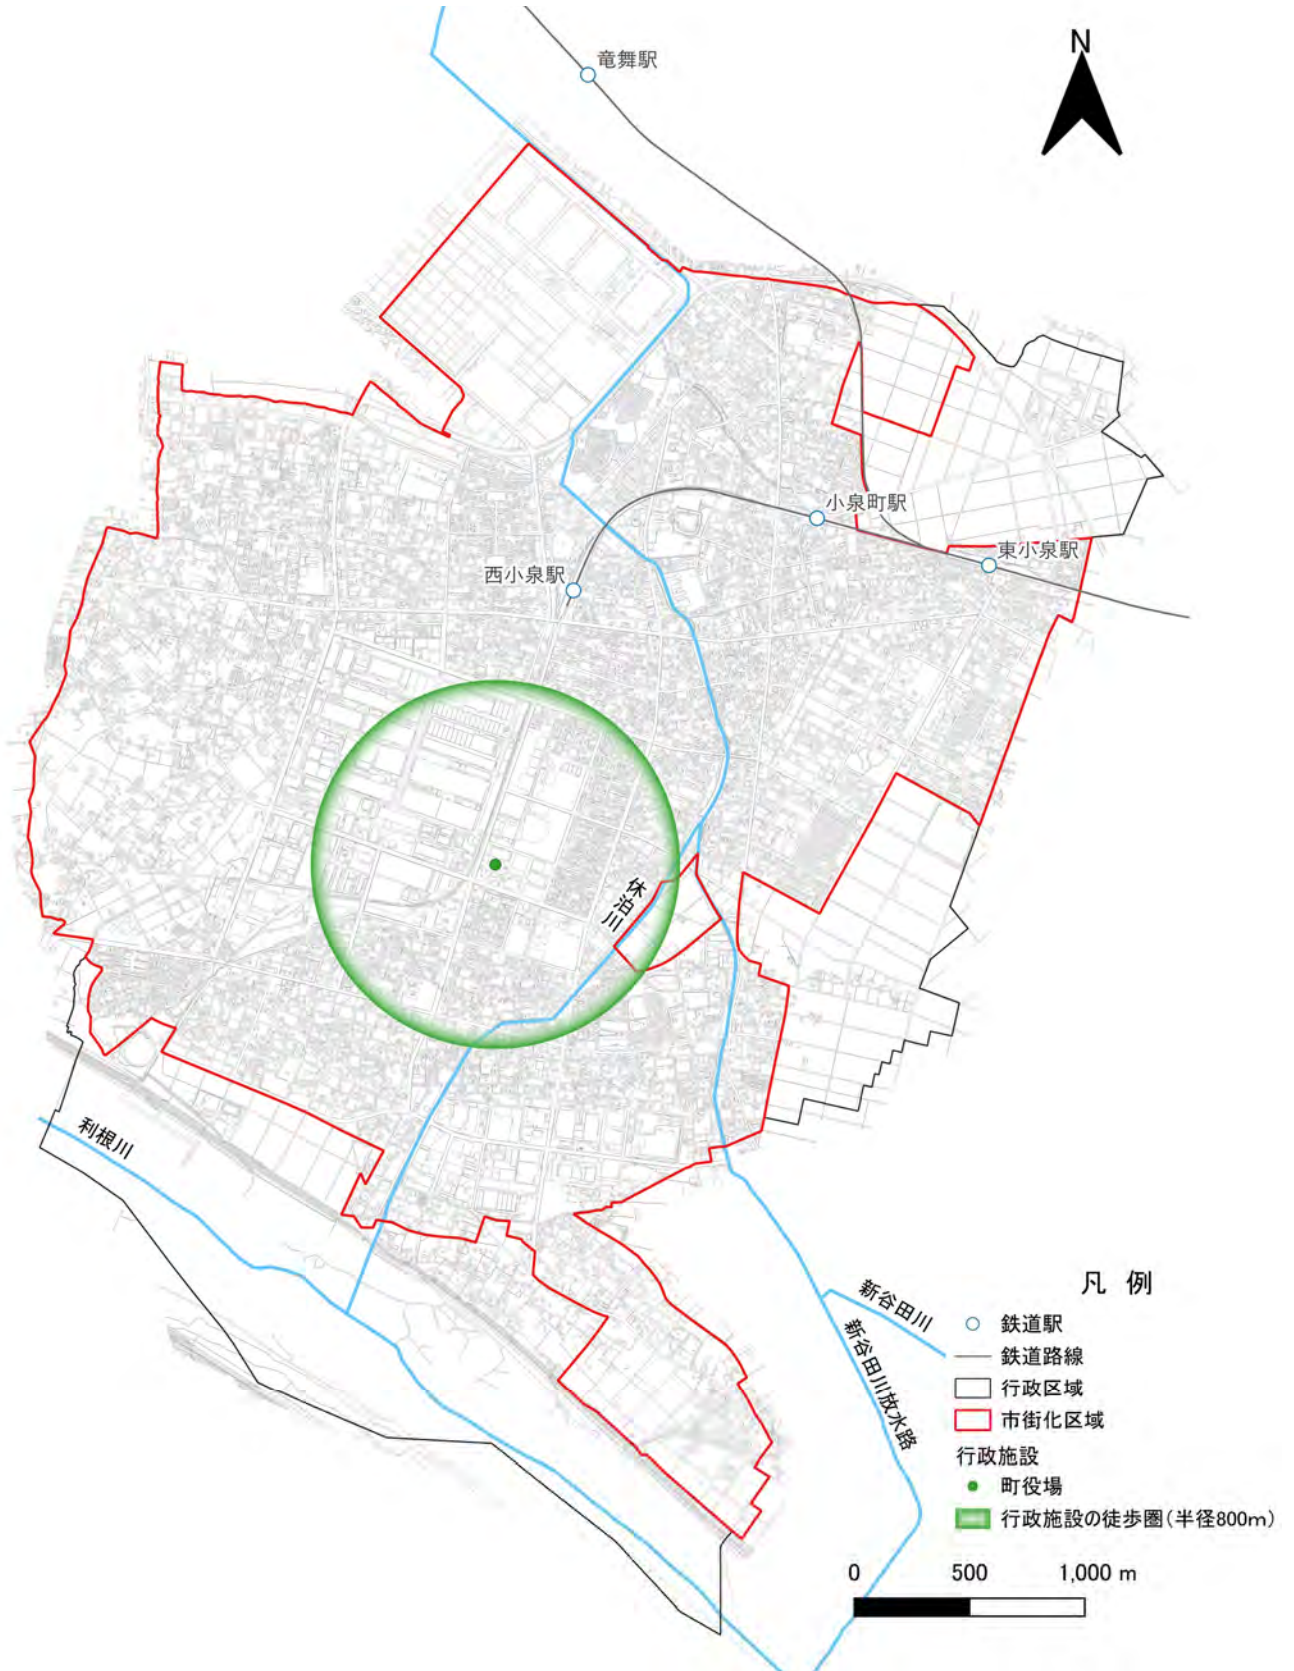 N
竜舞駅
小泉町駅
東小泉駅
西小泉駅
休泊川
利根川
新谷田川
新谷田川放水路
凡 例
鉄道駅
鉄道路線
行政区域
市街化区域
行政施設
町役場
行政施設の徒歩圏(半径800m)
0 500 1,000 m